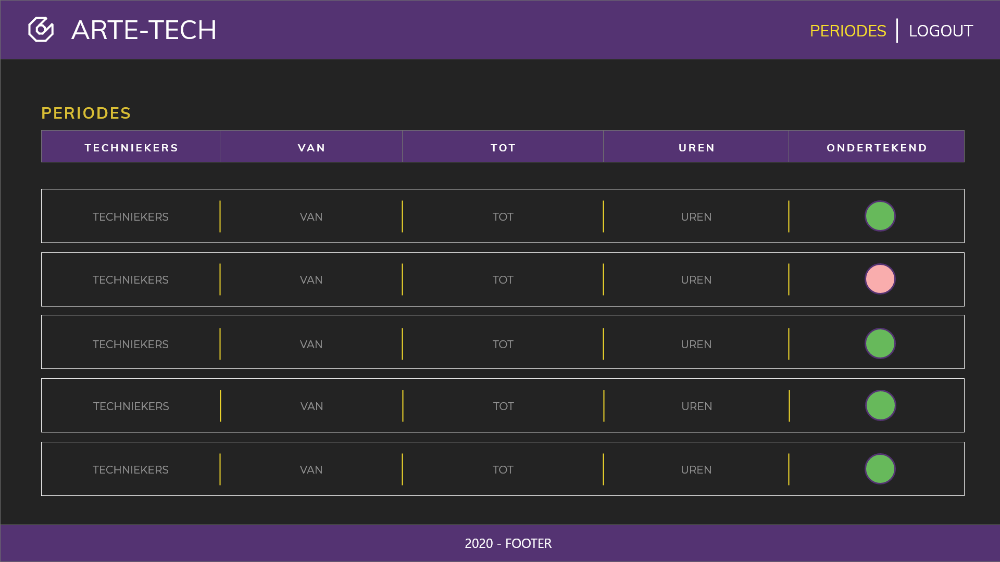 ARTE-TECH
PERIODES LOGOUT
PERIODES
TECHNIEKERS VAN TOT UREN ONDERTEKEND
TECHNIEKERS VAN TOT UREN
TECHNIEKERS VAN TOT UREN
TECHNIEKERS VAN TOT UREN
TECHNIEKERS VAN TOT UREN
TECHNIEKERS VAN TOT UREN
2020 - FOOTER